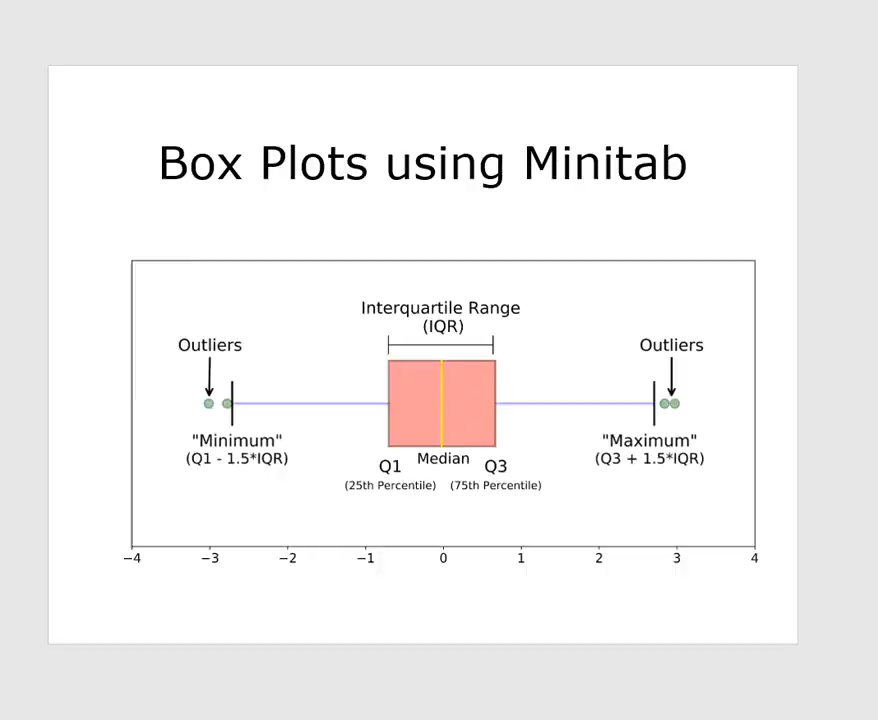 Box Plots using Minitab
Interquartile Range
(IQR)
Outliers
Outliers
"Minimum"
(Q1 - 1.5*IQR)
"Maximum"
(Q3 + 1.5*IQR)
Q1
Median
Q3
(25th Percentile)
(75th Percentile)
−4 −3 −2 −1 0 1 2 3 4